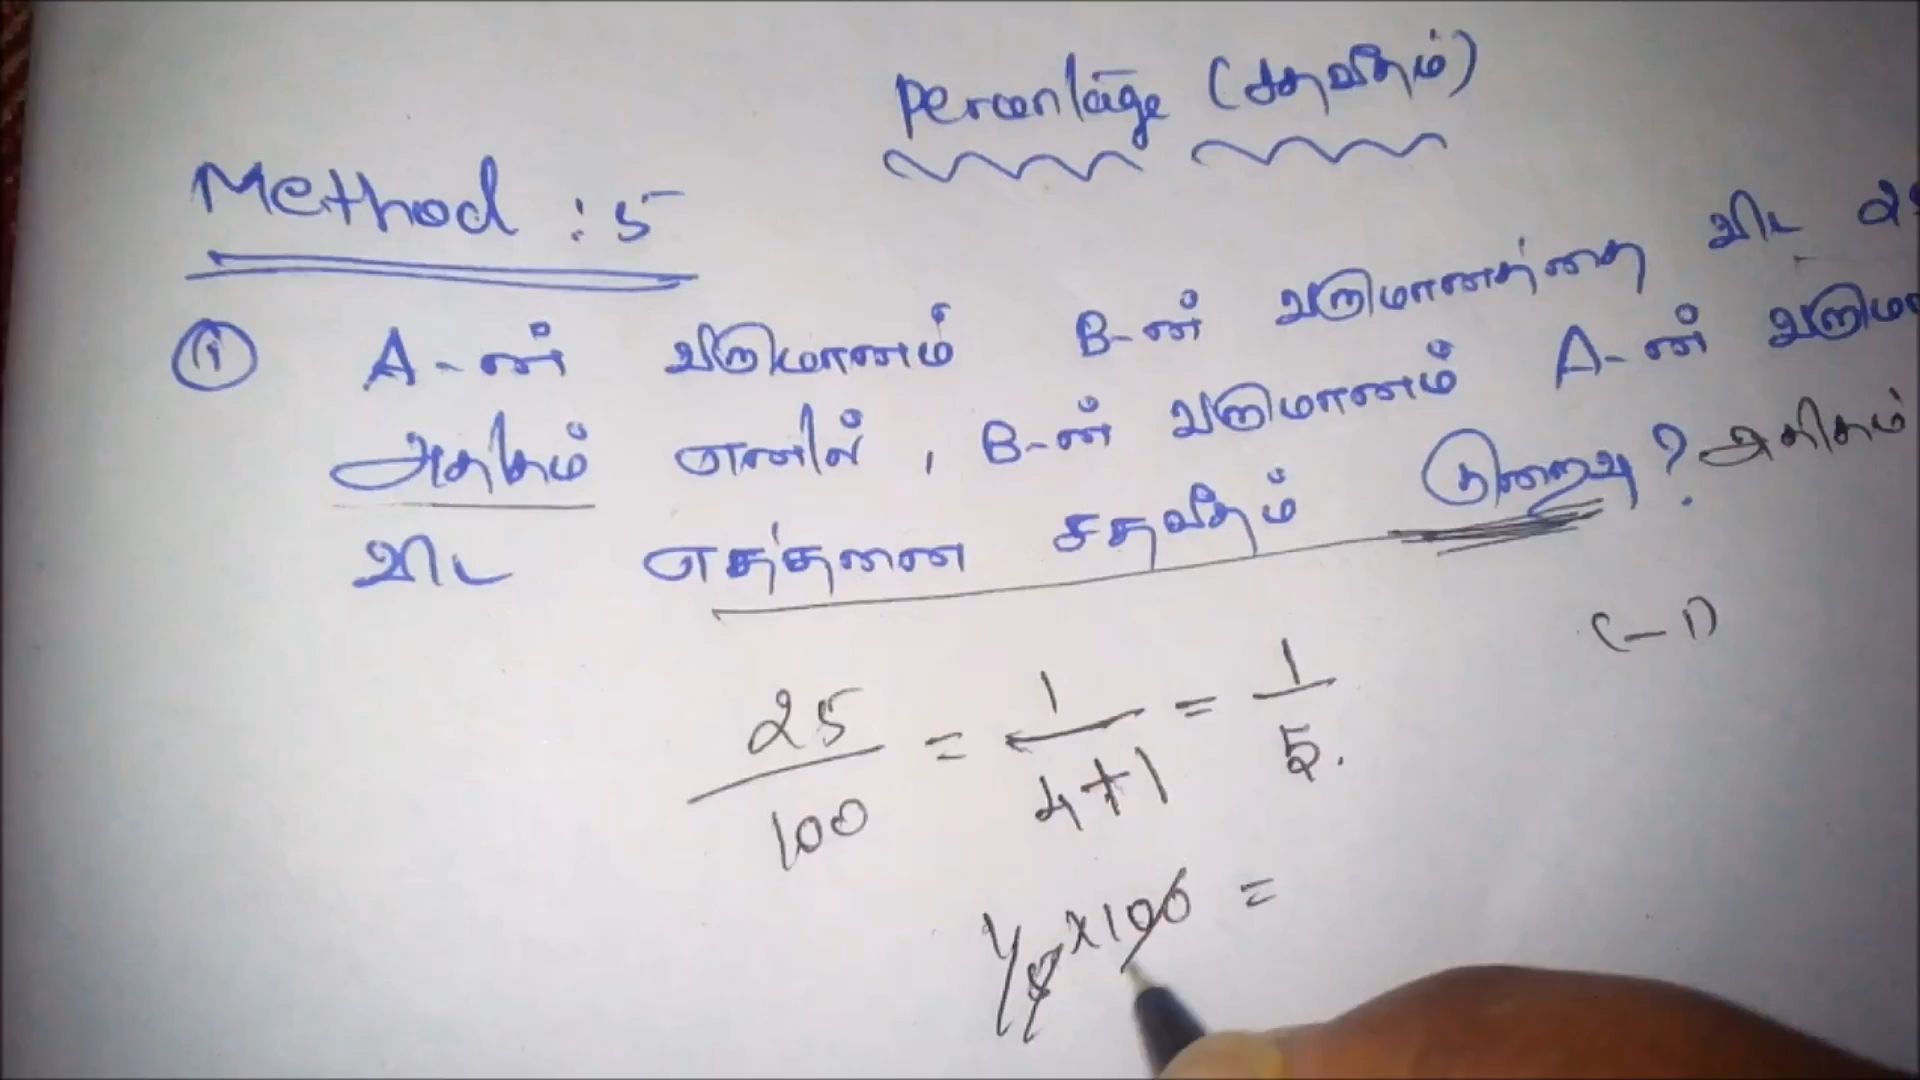 Percentage (சதவீதம்)
Method : 5
① A-ன் வருமானம் B-ன் வருமானத்தை விட
அதிகம் எனில், B-ன் வருமானம் A-ன்
விட எத்தனை சதவீதம் குறைவு? அதிகம்
(-1)
25/100 = 1/4+1 = 1/5.
1/5 x 100 =